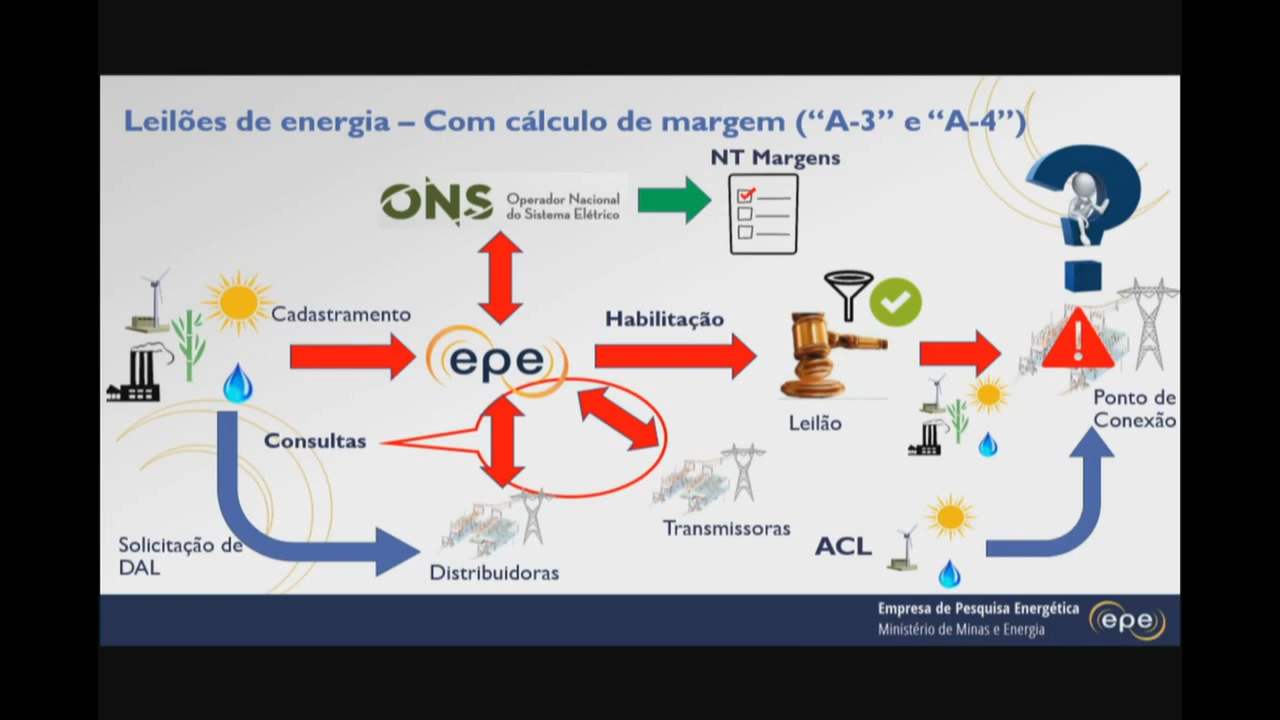 Leilões de energia – Com cálculo de margem (“A-3” e “A-4”)
NT Margens
ONS Operador Nacional
do Sistema Elétrico
Cadastramento
Habilitação
epe
Leilão
Ponto de
Conexão
Consultas
Transmissoras
Solicitação de
DAL
Distribuidoras
ACL
Empresa de Pesquisa Energética
Ministério de Minas e Energia
epe